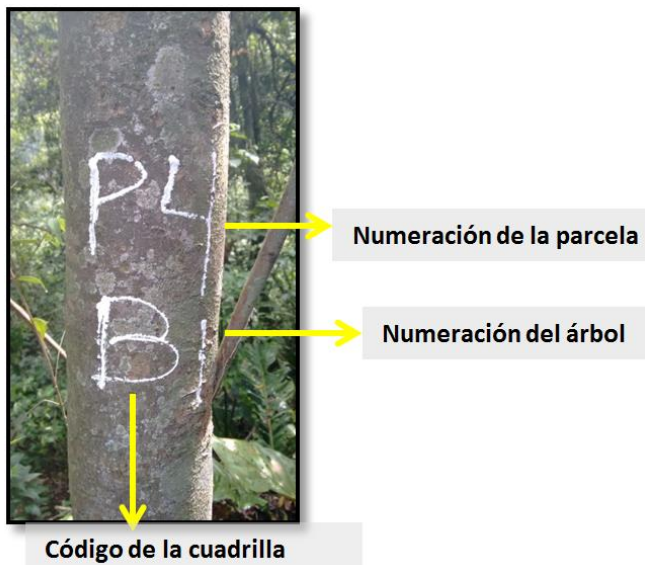 P4
Numeración de la parcela
B1
Numeración del árbol
Código de la cuadrilla